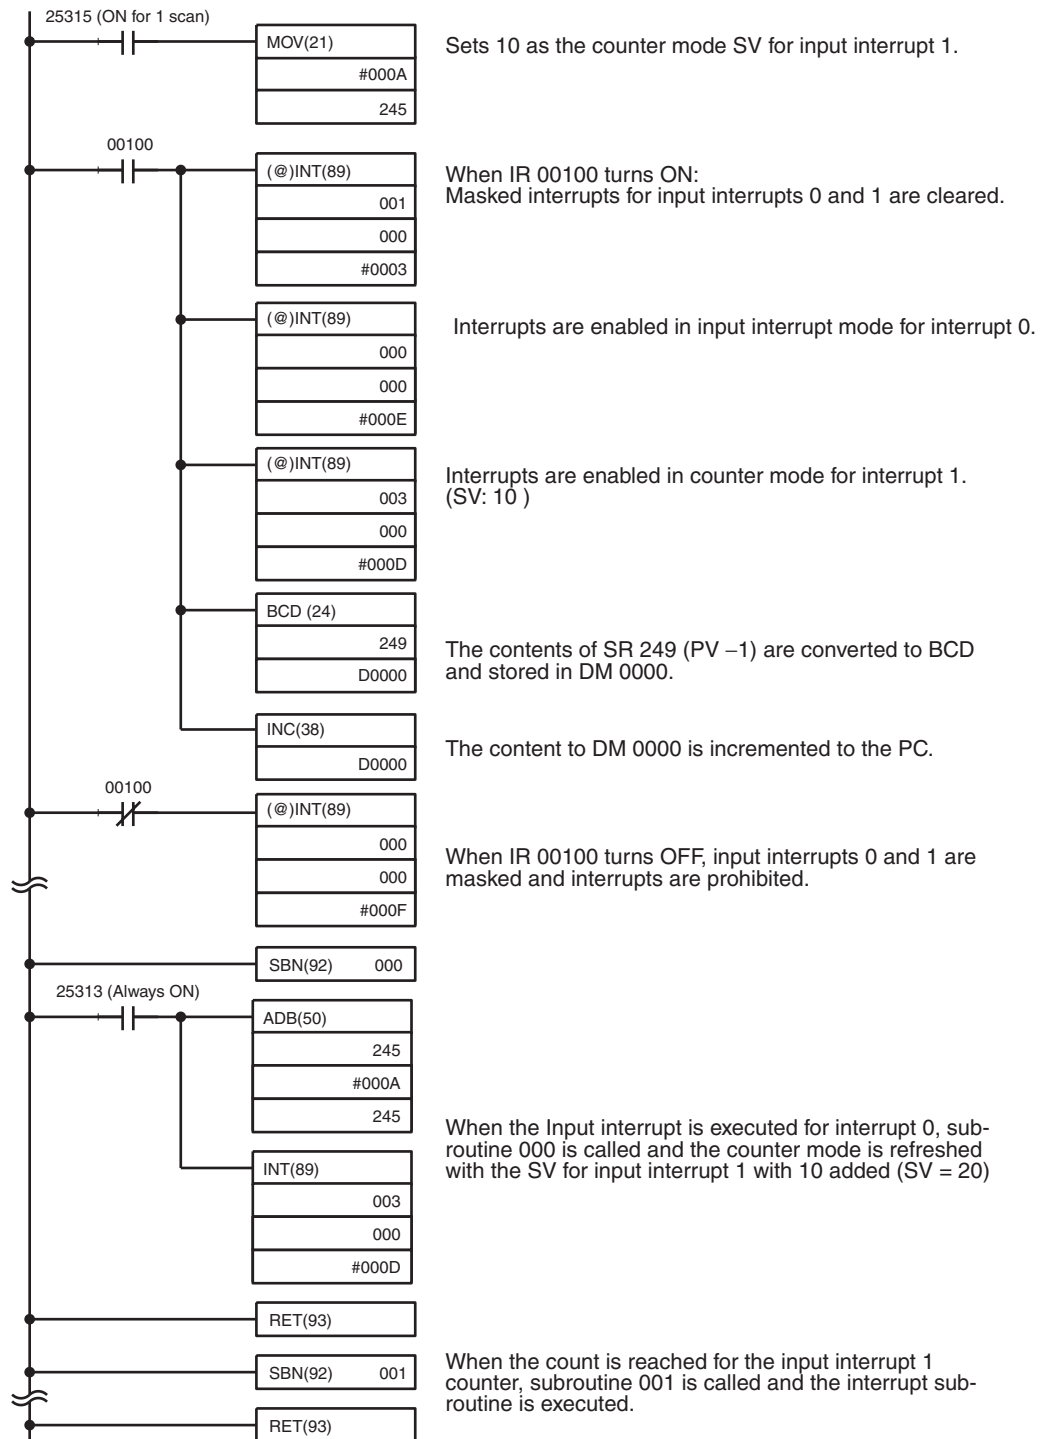 25315 (ON for 1 scan)
MOV(21)
#000A
245
Sets 10 as the counter mode SV for input interrupt 1.
00100
(@)INT(89)
001
000
#0003
When IR 00100 turns ON:
Masked interrupts for input interrupts 0 and 1 are cleared.
(@)INT(89)
000
000
#000E
Interrupts are enabled in input interrupt mode for interrupt 0.
(@)INT(89)
003
000
#000D
Interrupts are enabled in counter mode for interrupt 1.
(SV: 10 )
BCD (24)
249
D0000
The contents of SR 249 (PV –1) are converted to BCD
and stored in DM 0000.
INC(38)
D0000
The content to DM 0000 is incremented to the PC.
00100
(@)INT(89)
000
000
#000F
When IR 00100 turns OFF, input interrupts 0 and 1 are
masked and interrupts are prohibited.
SBN(92) 000
25313 (Always ON)
ADB(50)
245
#000A
245
INT(89)
003
000
#000D
When the Input interrupt is executed for interrupt 0, sub-
routine 000 is called and the counter mode is refreshed
with the SV for input interrupt 1 with 10 added (SV = 20)
RET(93)
SBN(92) 001
When the count is reached for the input interrupt 1
counter, subroutine 001 is called and the interrupt sub-
routine is executed.
RET(93)